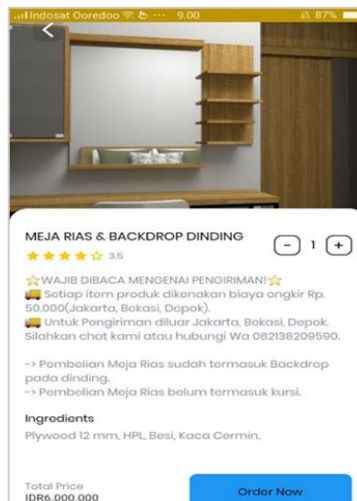 Indosat Ooredoo 9.00 87%
MEJA RIAS & BACKDROP DINDING
- 1 +
3.5
WAJIB DIBACA MENGENAI PENGIRIMAN!
Setiap item produk dikenakan biaya ongkir Rp.
50.000(Jakarta, Bekasi, Depok).
Untuk Pengiriman diluar Jakarta, Bekasi, Depok.
Silahkan chat kami atau hubungi Wa 082138209590.
-> Pembelian Meja Rias sudah termasuk Backdrop
pada dinding.
-> Pembelian Meja Rias belum termasuk kursi.
Ingredients
Plywood 12 mm, HPL, Besi, Kaca Cermin,
Total Price
IDR6.000.000
Order Now